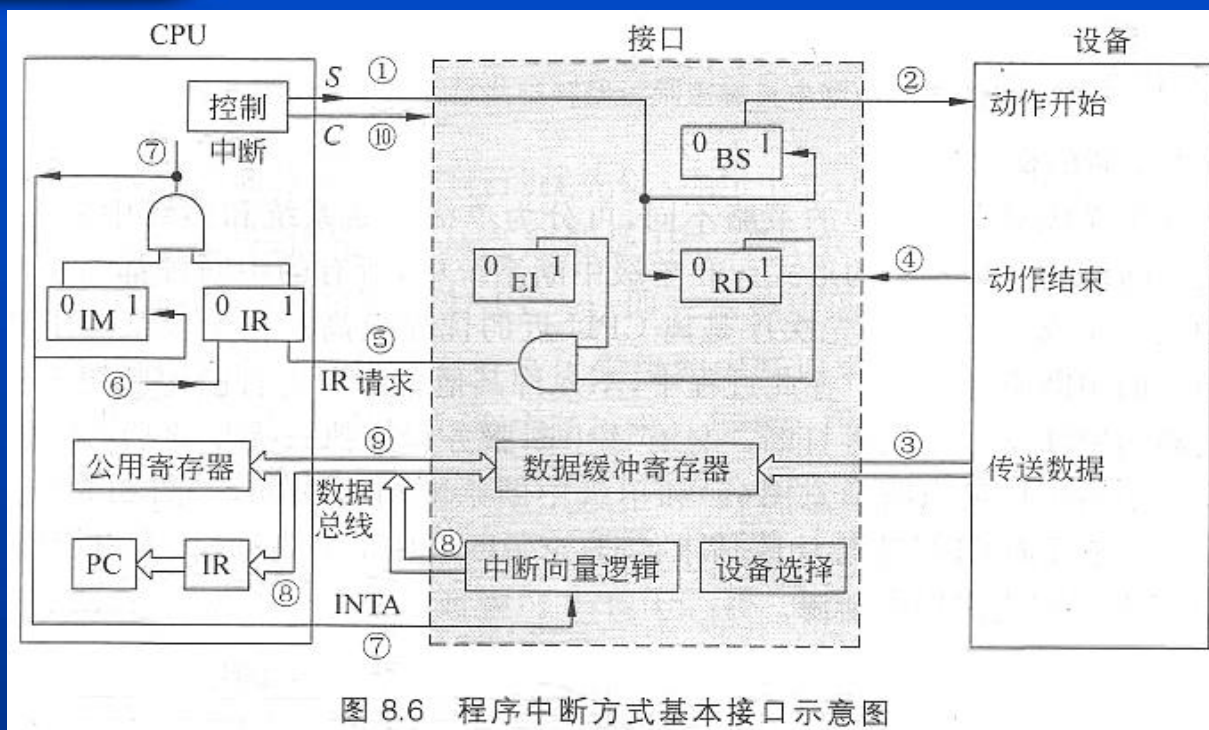 CPU
接口
设备
控制
中断
S
①
C
⑩
②
动作开始
0 1
BS
⑦
0 1
EI
0 1
RD
④
动作结束
0 1
IM
0 1
IR
⑤
IR 请求
⑥
公用寄存器
⑨
数据
总线
数据缓冲寄存器
③
传送数据
PC
IR
⑧
⑧
中断向量逻辑
设备选择
INTA
⑦
图 8.6 程序中断方式基本接口示意图